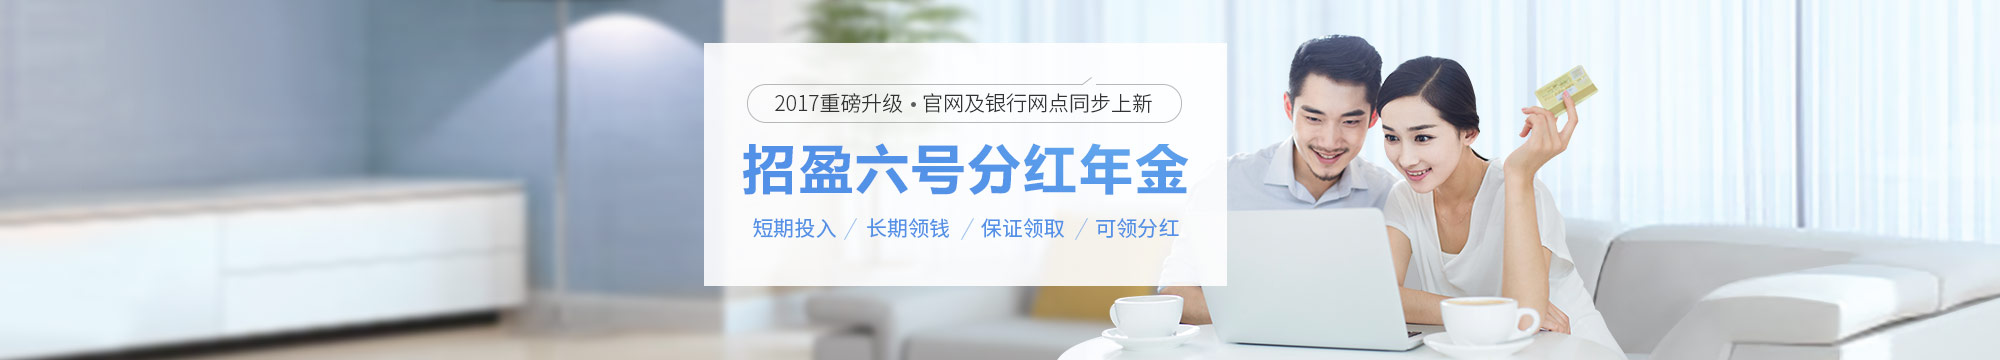 2017重磅升级·官网及银行网点同步上新
招盈六号分红年金
短期投入 / 长期领钱 / 保证领取 / 可领分红